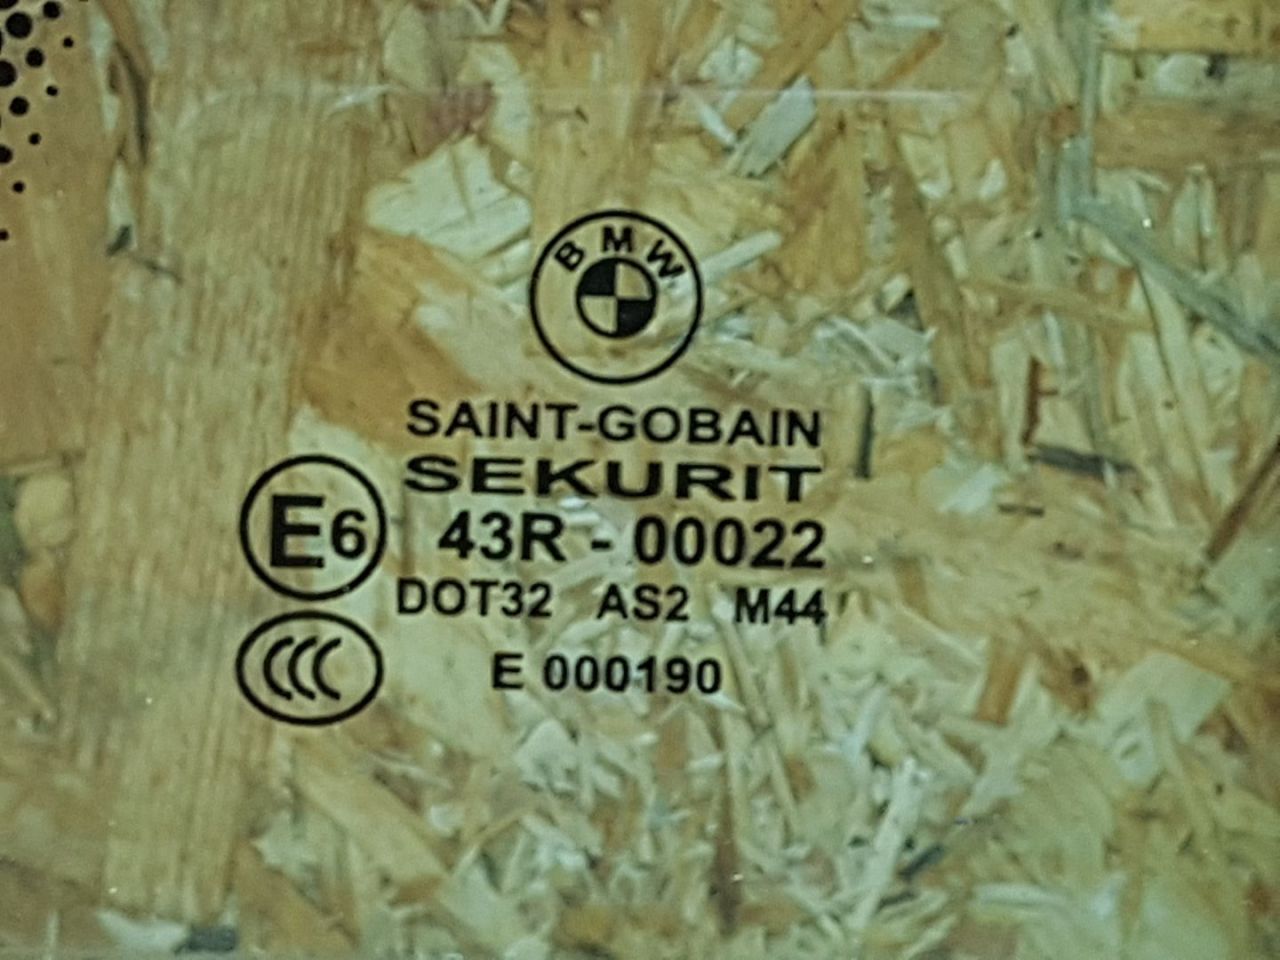 BMW
SAINT-GOBAIN
SEKURIT
E6 43R - 00022
DOT32 AS2 M44
CCC E 000190